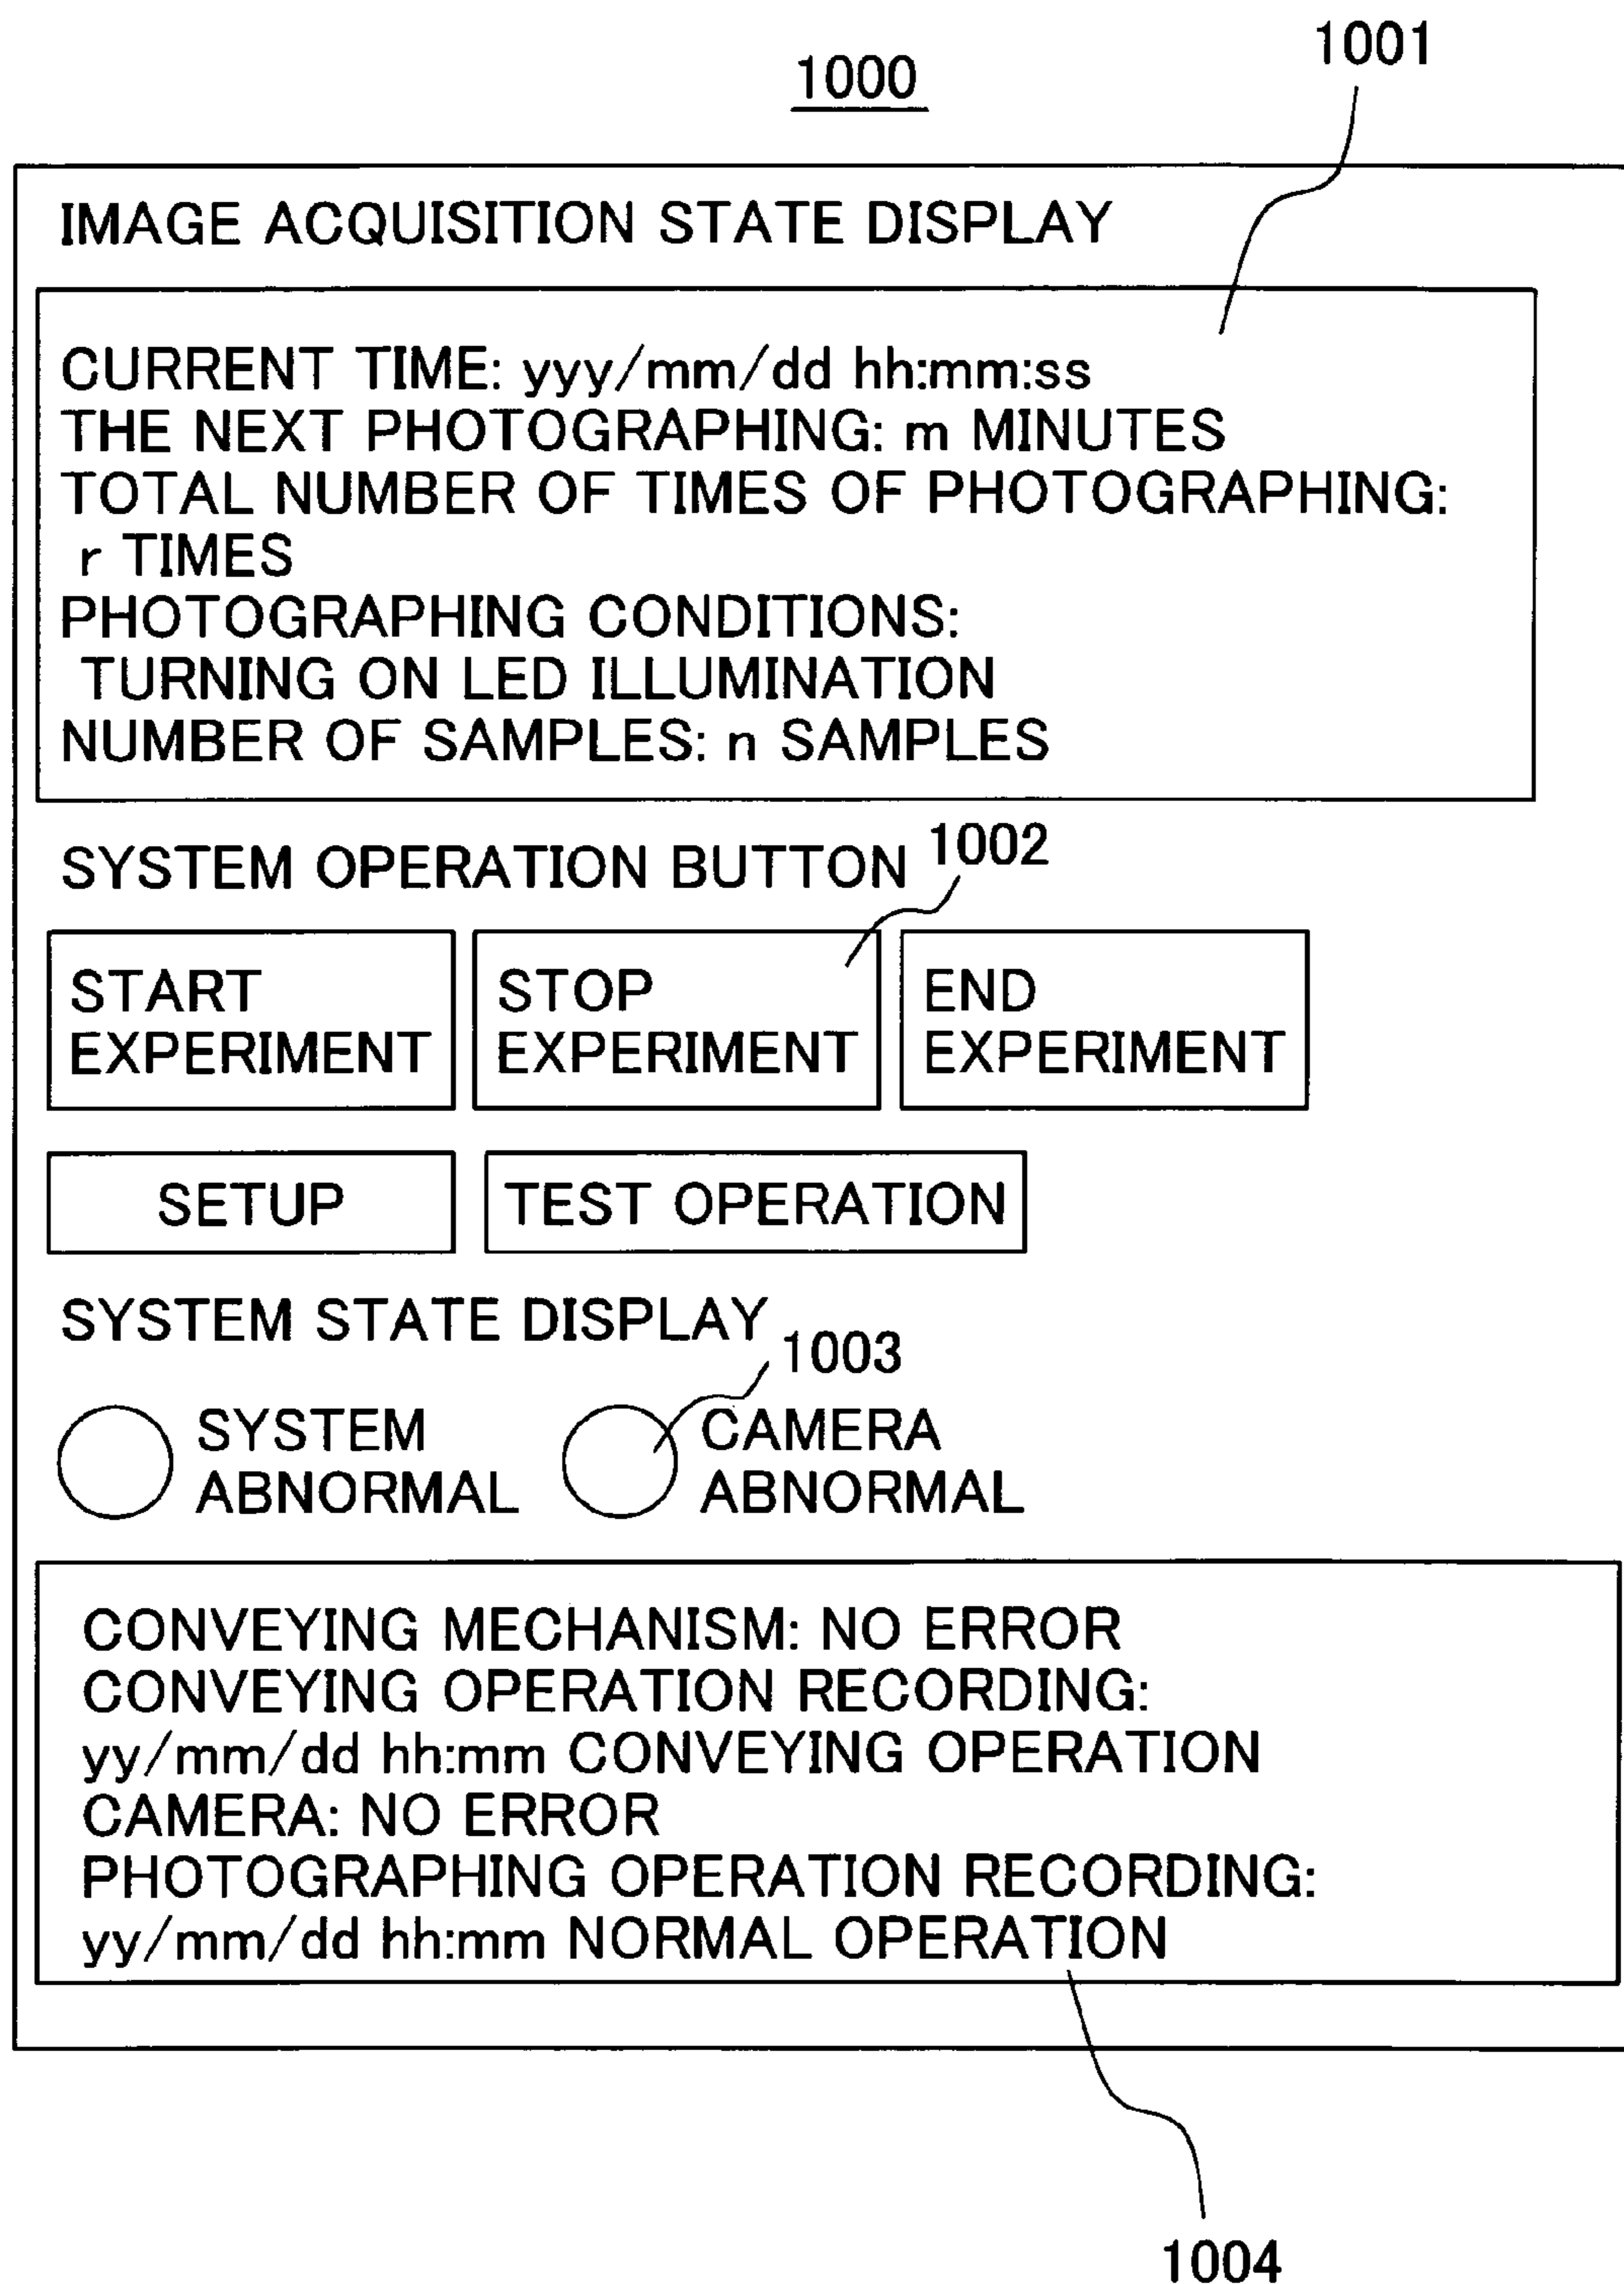 1000
1001
IMAGE ACQUISITION STATE DISPLAY
CURRENT TIME: yyy/mm/dd hh:mm:ss
THE NEXT PHOTOGRAPHING: m MINUTES
TOTAL NUMBER OF TIMES OF PHOTOGRAPHING:
r TIMES
PHOTOGRAPHING CONDITIONS:
TURNING ON LED ILLUMINATION
NUMBER OF SAMPLES: n SAMPLES
SYSTEM OPERATION BUTTON
1002
START
EXPERIMENT
STOP
EXPERIMENT
END
EXPERIMENT
SETUP
TEST OPERATION
SYSTEM STATE DISPLAY
1003
SYSTEM
ABNORMAL
CAMERA
ABNORMAL
CONVEYING MECHANISM: NO ERROR
CONVEYING OPERATION RECORDING:
yy/mm/dd hh:mm CONVEYING OPERATION
CAMERA: NO ERROR
PHOTOGRAPHING OPERATION RECORDING:
yy/mm/dd hh:mm NORMAL OPERATION
1004